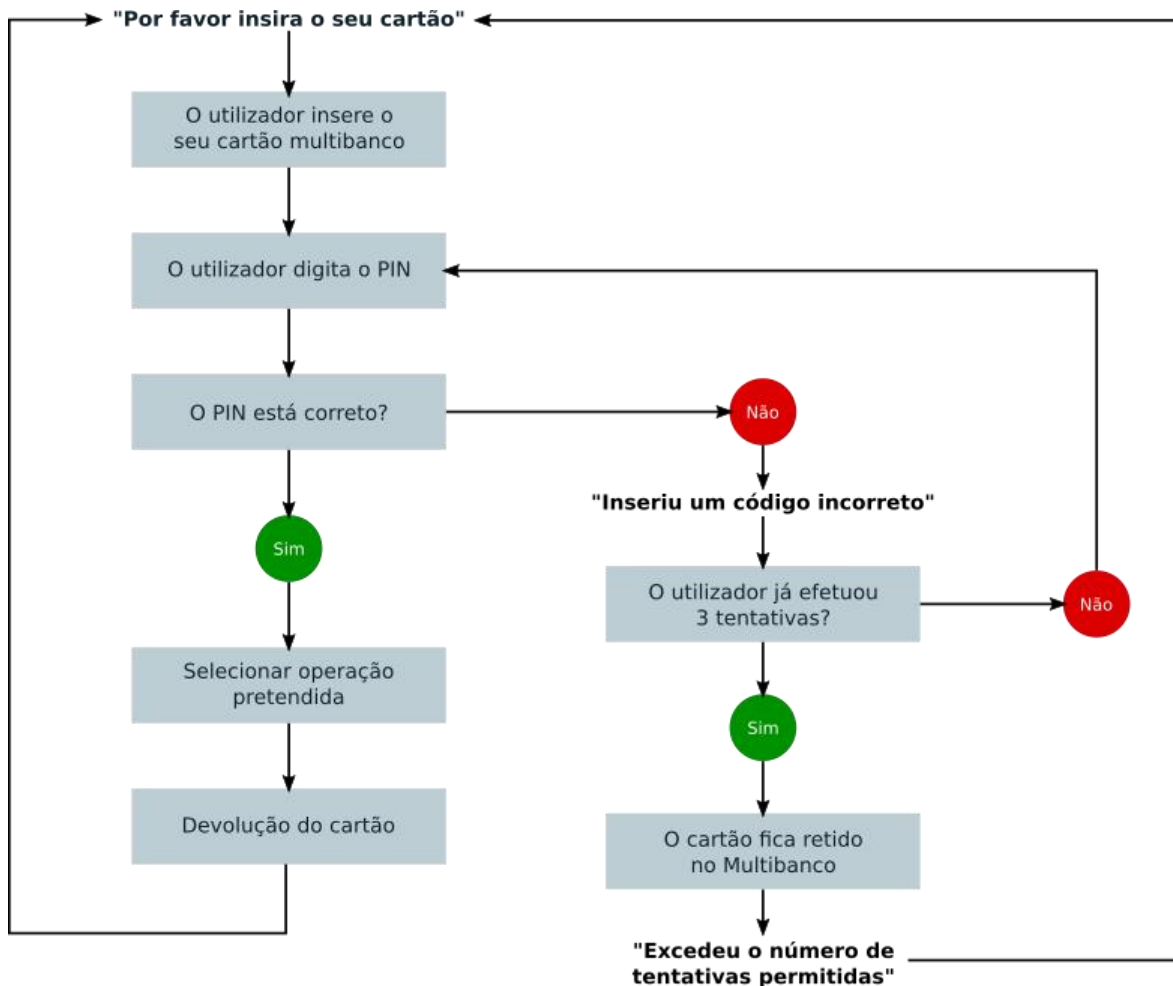 "Por favor insira o seu cartão"
O utilizador insere o
seu cartão multibanco
O utilizador digita o PIN
O PIN está correto?
Não
"Inseriu um código incorreto"
Sim
O utilizador já efetuou
3 tentativas?
Não
Selecionar operação
pretendida
Sim
Devolução do cartão
O cartão fica retido
no Multibanco
"Excedeu o número de
tentativas permitidas"